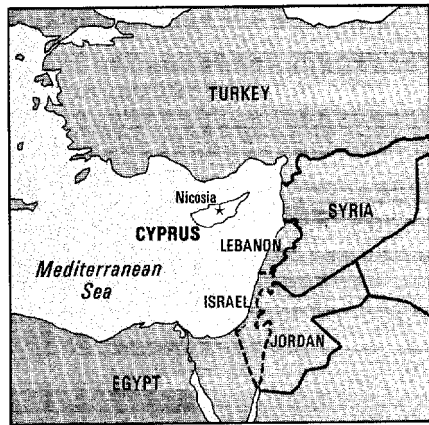 TURKEY
Nicosia
CYPRUS
SYRIA
LEBANON
Mediterranean
Sea
ISRAEL
JORDAN
EGYPT